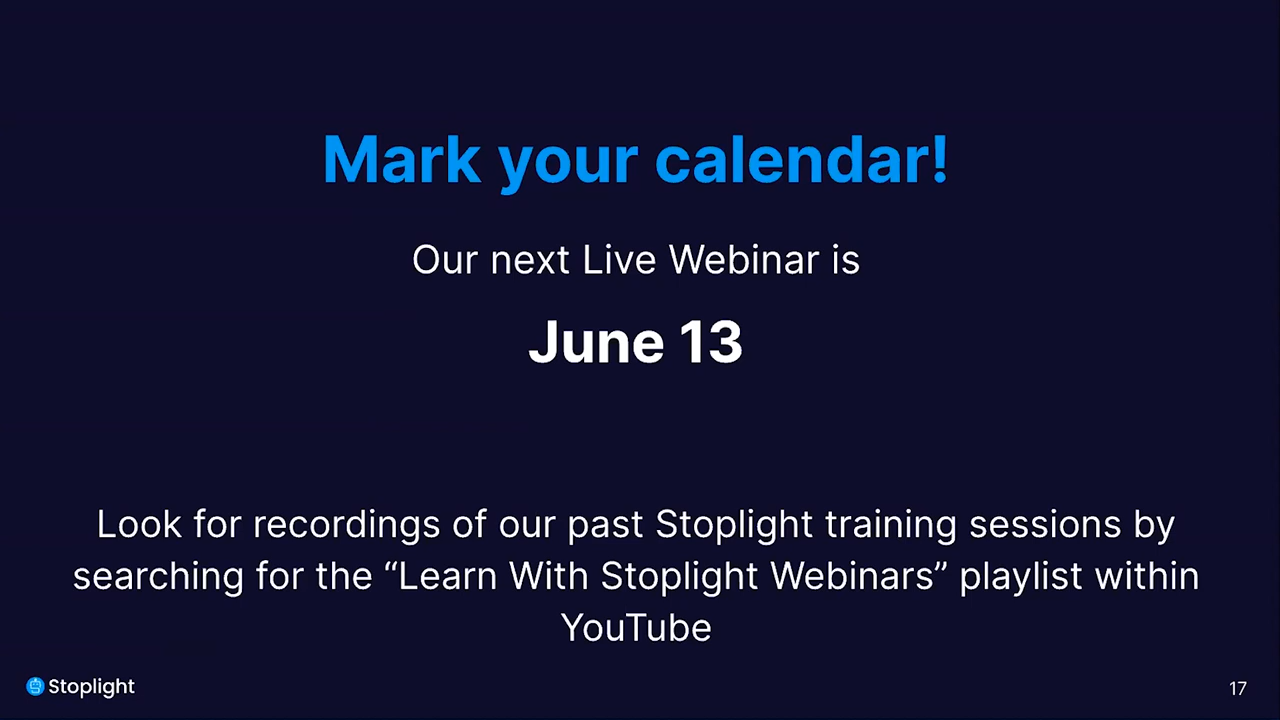 Mark your calendar!
Our next Live Webinar is
June 13
Look for recordings of our past Stoplight training sessions by
searching for the “Learn With Stoplight Webinars” playlist within
YouTube
Stoplight
17